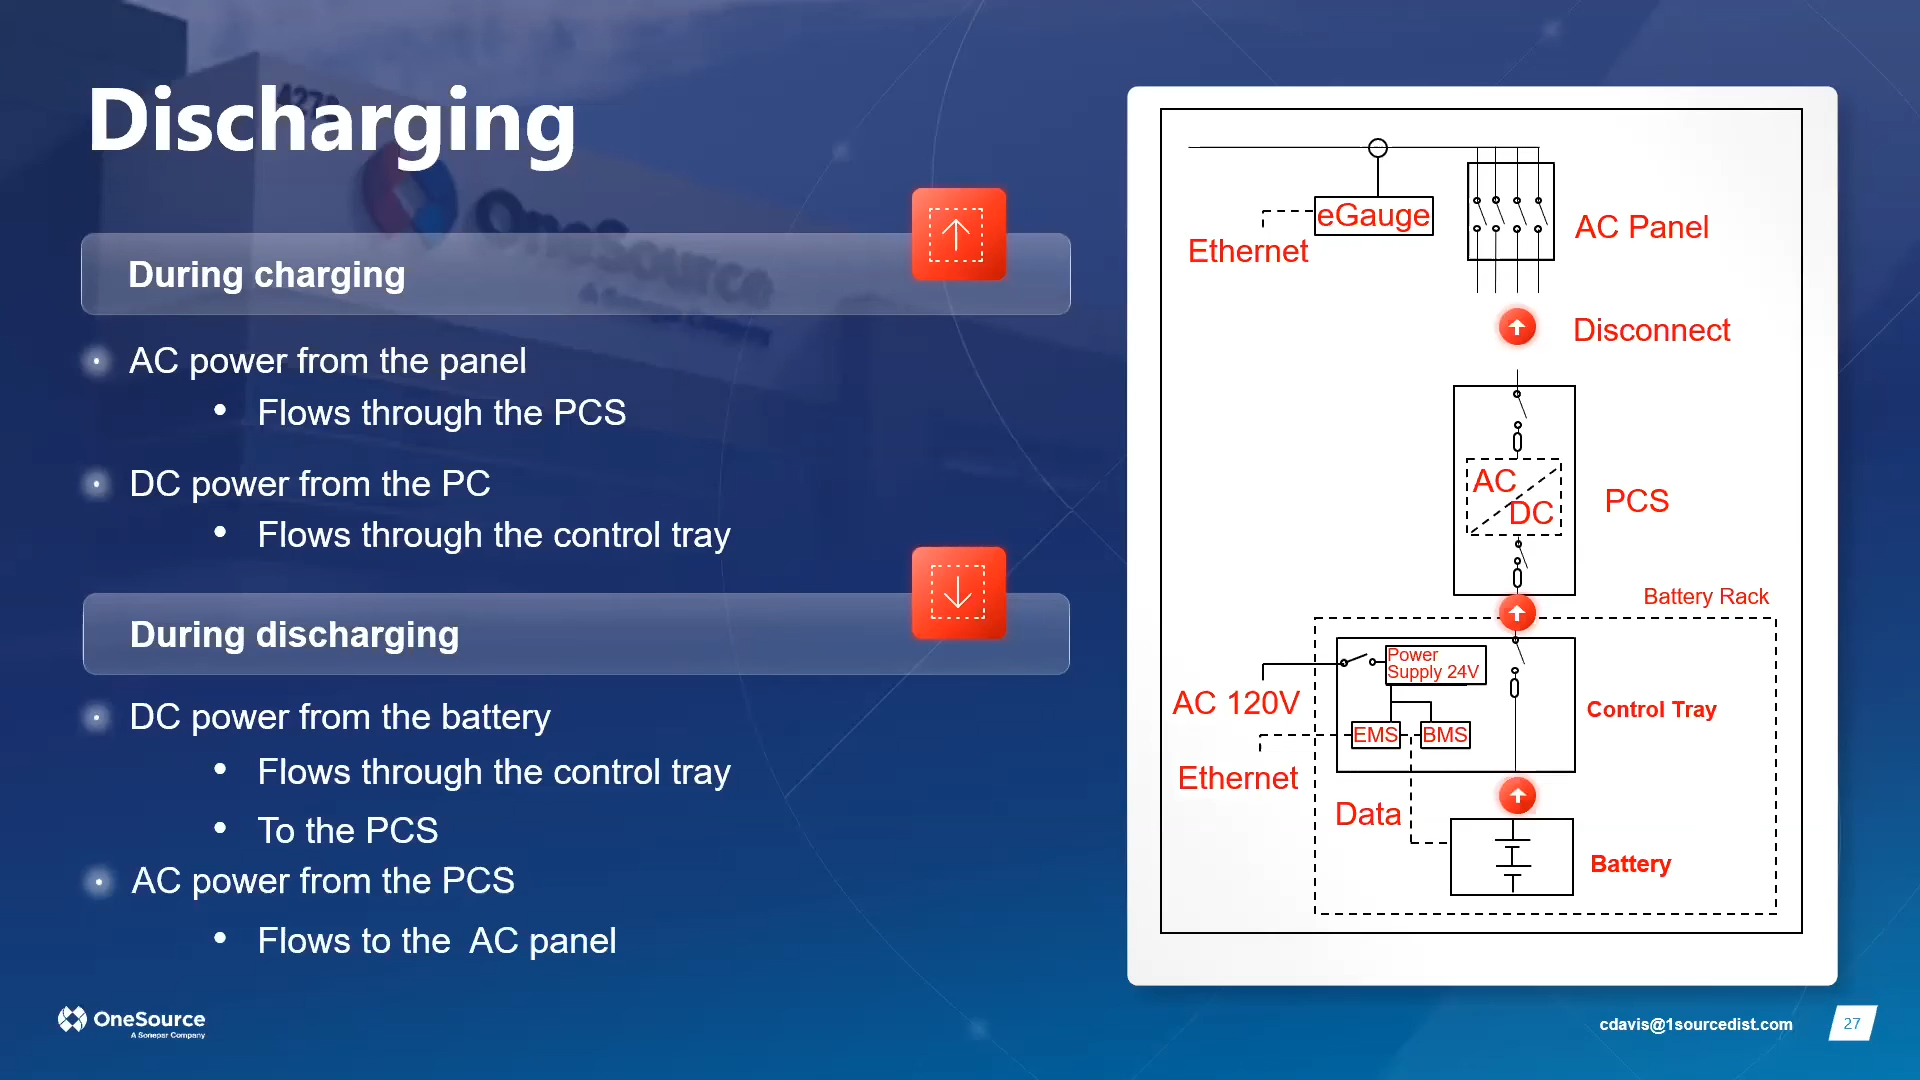 Discharging
During charging
• AC power from the panel
• Flows through the PCS
• DC power from the PC
• Flows through the control tray
During discharging
• DC power from the battery
• Flows through the control tray
• To the PCS
• AC power from the PCS
• Flows to the AC panel
eGauge
Ethernet
AC Panel
Disconnect
AC
DC
PCS
Battery Rack
Power
Supply 24V
AC 120V
Control Tray
EMS
BMS
Ethernet
Data
Battery
OneSource
A Sonepar Company
cdavis@1sourcedist.com
27
OneSource
A Sonepar Company